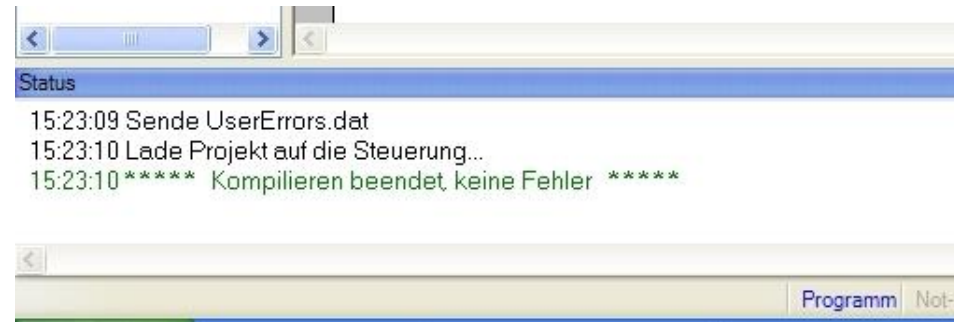 Status
15:23:09 Sende UserErrors.dat
15:23:10 Lade Projekt auf die Steuerung...
15:23:10 ***** Kompilieren beendet, keine Fehler *****
Programm Not-